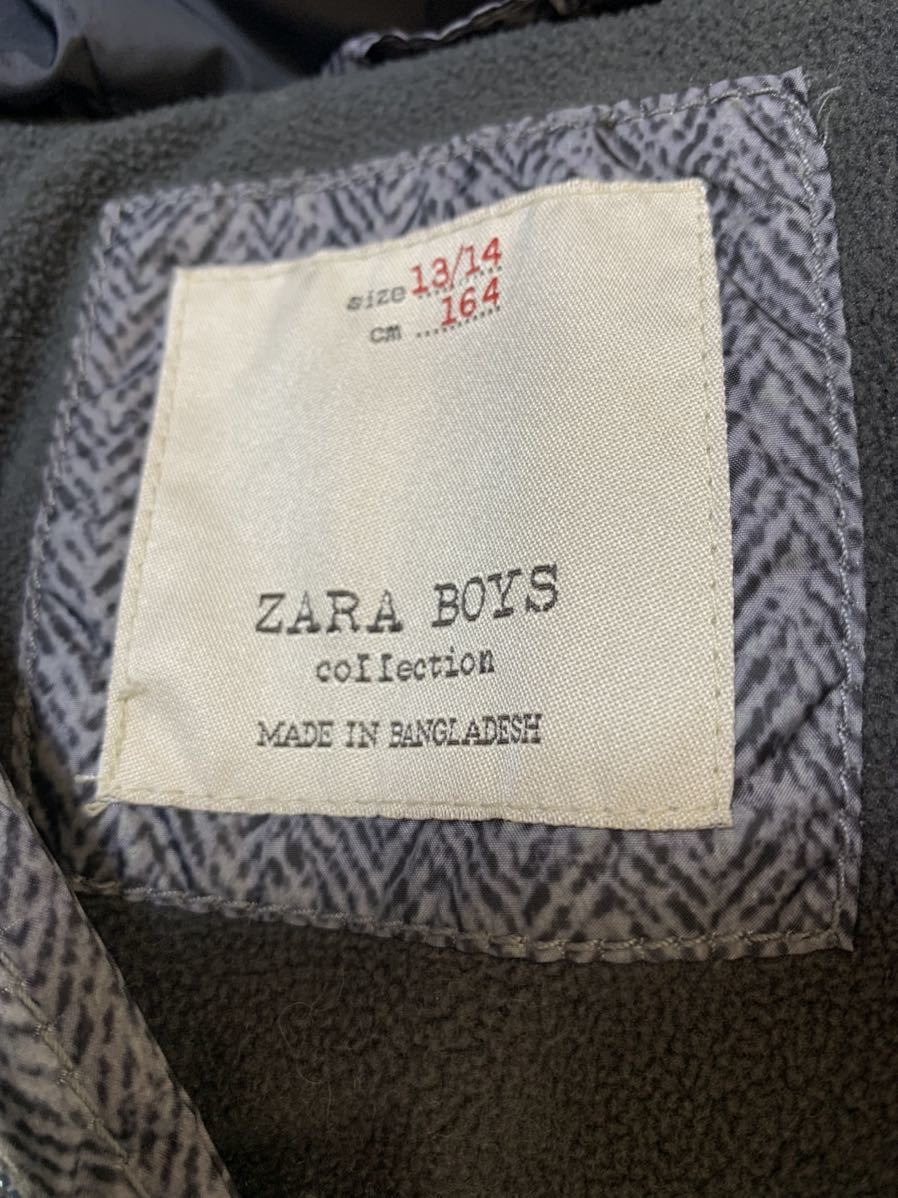 size 13/14
cm 164
ZARA BOYS
collection
MADE IN BANGLADESH